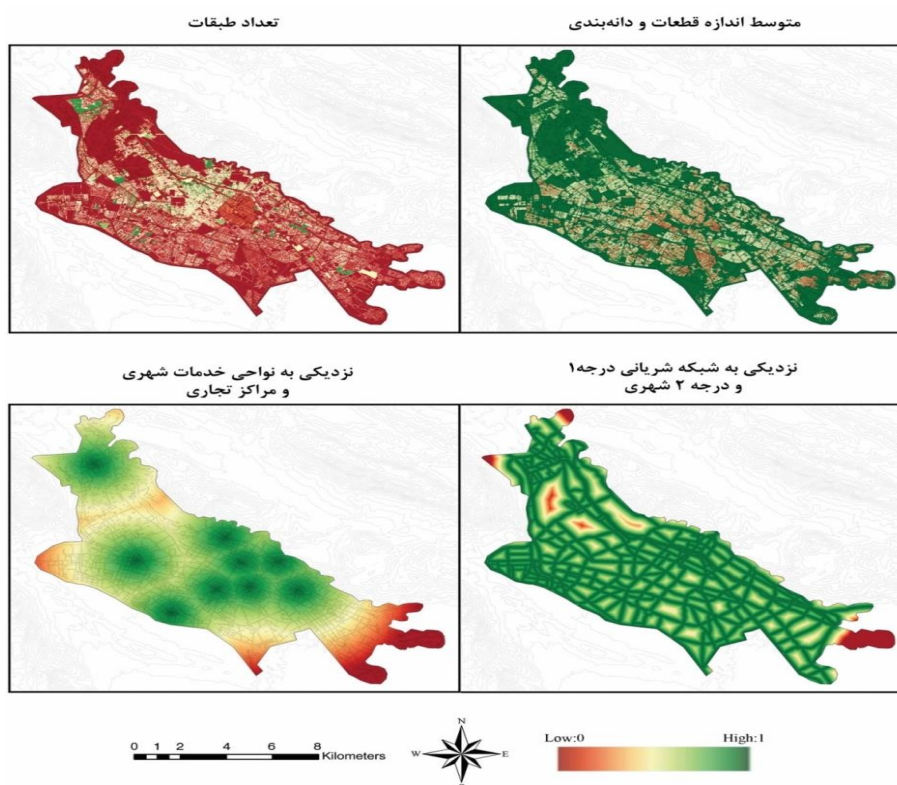 متوسط اندازه قطعات و دانه‌بندی
تعداد طبقات
نزدیکی به شبکه شریانی درجه۱
و درجه ۲ شهری
نزدیکی به نواحی خدمات شهری
و مراکز تجاری
0 1 2 4 6 8
Kilometers
N
W E
S
Low:0 High:1